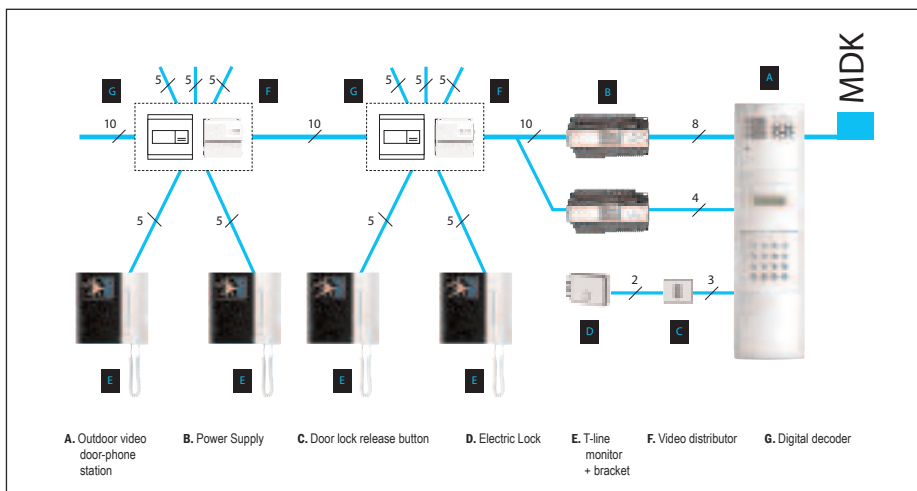 MDK
A
B
5 5 5
5 5 5
G
F
G
F
10
10
10
8
4
5
5
5
5
2
3
D
C
E
E
E
E
A. Outdoor video door-phone station
B. Power Supply
C. Door lock release button
D. Electric Lock
E. T-line monitor + bracket
F. Video distributor
G. Digital decoder